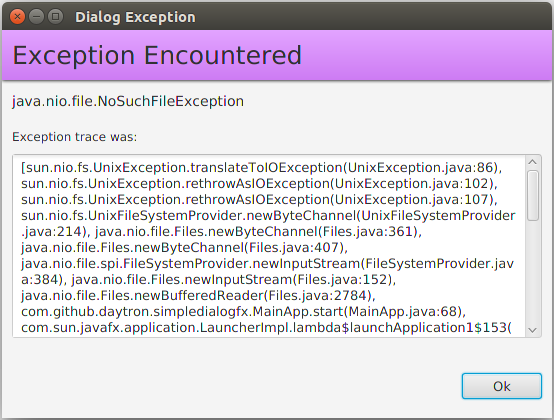 Dialog Exception
Exception Encountered
java.nio.file.NoSuchFileException
Exception trace was:
[sun.nio.fs.UnixException.translateToIOException(UnixException.java:86),
sun.nio.fs.UnixException.rethrowAsIOException(UnixException.java:102),
sun.nio.fs.UnixException.rethrowAsIOException(UnixException.java:107),
sun.nio.fs.UnixFileSystemProvider.newByteChannel(UnixFileSystemProvider
.java:214), java.nio.file.Files.newByteChannel(Files.java:361),
java.nio.file.Files.newByteChannel(Files.java:407),
java.nio.file.spi.FileSystemProvider.newInputStream(FileSystemProvider.jav
a:384), java.nio.file.Files.newInputStream(Files.java:152),
java.nio.file.Files.newBufferedReader(Files.java:2784),
com.github.daytron.simpledialogfx.MainApp.start(MainApp.java:68),
com.sun.javafx.application.LauncherImpl.lambda$launchApplication1$153(
Ok